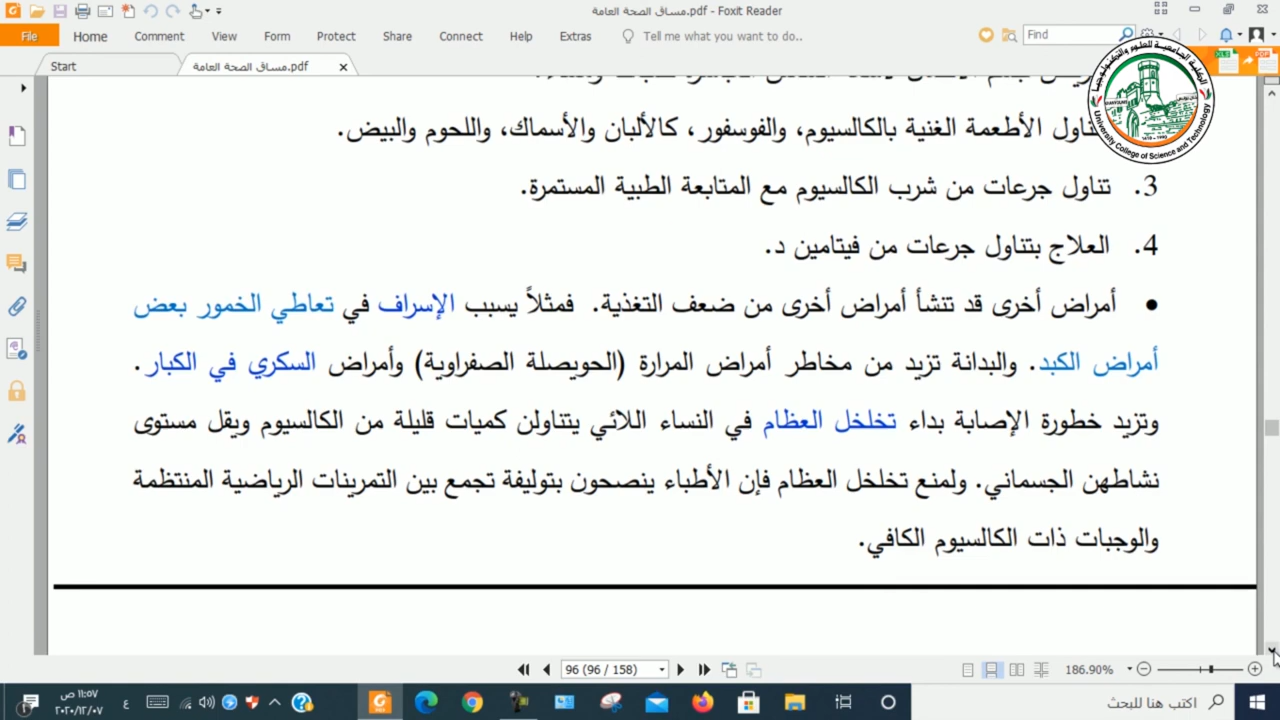 مساق الصحة العامة.pdf - Foxit Reader
File Home Comment View Form Protect Share Connect Help Extras Tell me what you want to do.. Find
Start مساق الصحة العامة.pdf
الكلية الجامعية للعلوم والتكنولوجيا
University College of Science and Technology
تناول الأطعمة الغنية بالكالسيوم، والفوسفور، كالألبان والأسماك، واللحوم والبيض.
3. تناول جرعات من شرب الكالسيوم مع المتابعة الطبية المستمرة.
4. العلاج بتناول جرعات من فيتامين د.
• أمراض أخرى قد تنشأ أمراض أخرى من ضعف التغذية. فمثلاً يسبب الإسراف في تعاطي الخمور بعض
أمراض الكبد. والبدانة تزيد من مخاطر أمراض المرارة (الحويصلة الصفراوية) وأمراض السكري في الكبار.
وتزيد خطورة الإصابة بداء تخلخل العظام في النساء اللائي يتناولن كميات قليلة من الكالسيوم ويقل مستوى
نشاطهن الجسماني. ولمنع تخلخل العظام فإن الأطباء ينصحون بتوليفة تجمع بين التمرينات الرياضية المنتظمة
والوجبات ذات الكالسيوم الكافي.
96 (96 / 158) 186.90%
اكتب هنا للبحث
ع
١١:٥٧ ص
٢٠٢٠/١٢/٠٧